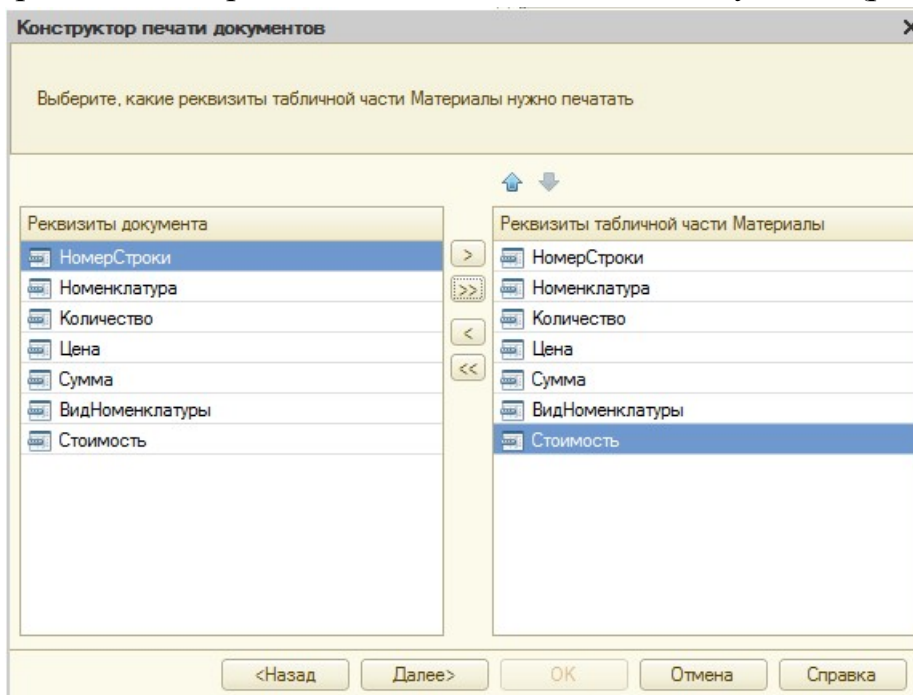 Конструктор печати документов
Выберите, какие реквизиты табличной части Материалы нужно печатать
Реквизиты документа
НомерСтроки
Номенклатура
Количество
Цена
Сумма
ВидНоменклатуры
Стоимость
>
>>
<
<<
Реквизиты табличной части Материалы
НомерСтроки
Номенклатура
Количество
Цена
Сумма
ВидНоменклатуры
Стоимость
<Назад Далее> ОК Отмена Справка